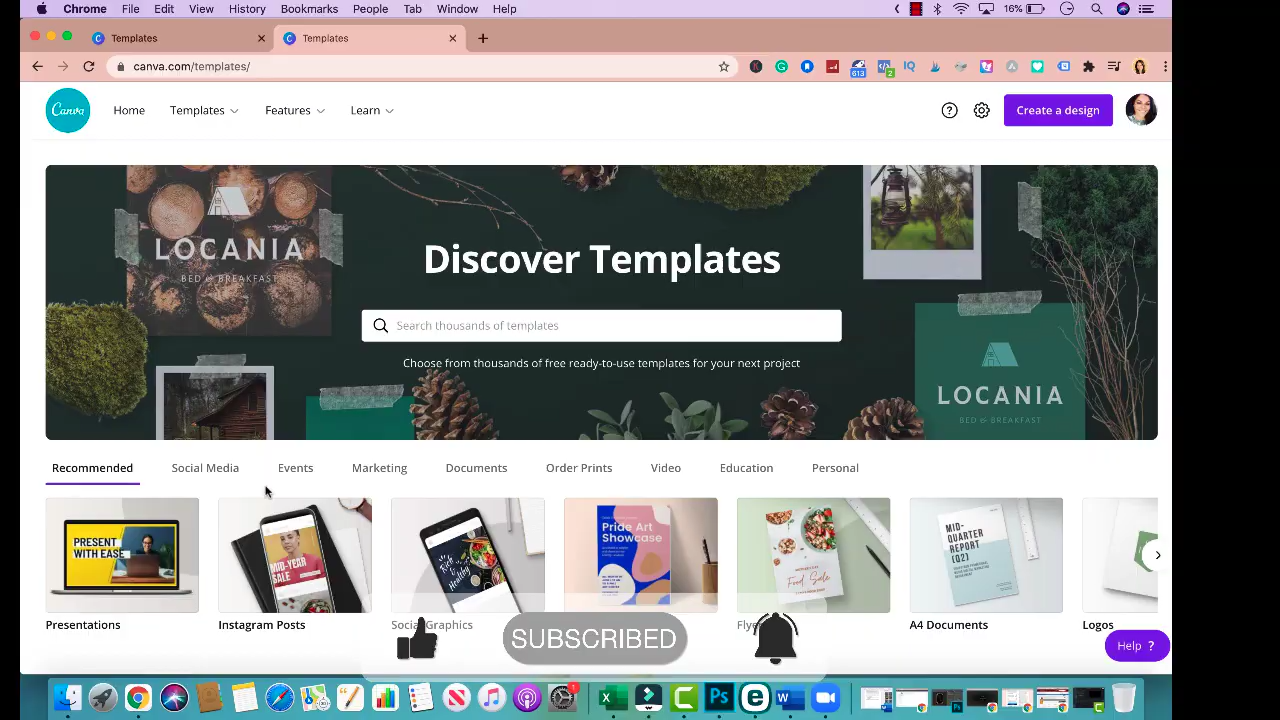 Chrome File Edit View History Bookmarks People Tab Window Help
16%
Templates
Templates
canva.com/templates/
613
2
Canva
Home
Templates
Features
Learn
Create a design
LOCANIA
BED & BREAKFAST
Discover Templates
Search thousands of templates
Choose from thousands of free ready-to-use templates for your next project
LOCANIA
BED & BREAKFAST
Recommended
Social Media
Events
Marketing
Documents
Order Prints
Video
Education
Personal
PRESENT
WITH EASE
MID-YEAR
SALE
Pride Art
Showcase
Food Sale
MID-
QUARTER
REPORT
[Q2]
Presentations
Instagram Posts
Social Graphics
Flye
A4 Documents
Logos
SUBSCRIBED
Help ?